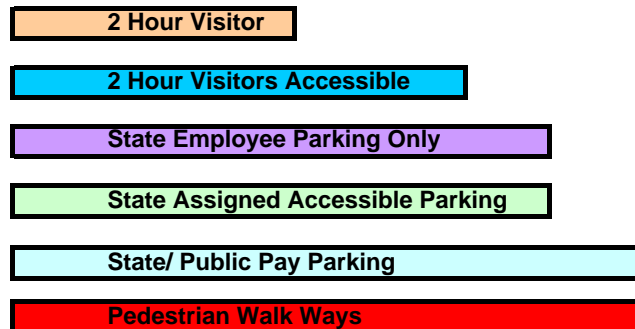 2 Hour Visitor
2 Hour Visitors Accessible
State Employee Parking Only
State Assigned Accessible Parking
State/ Public Pay Parking
Pedestrian Walk Ways